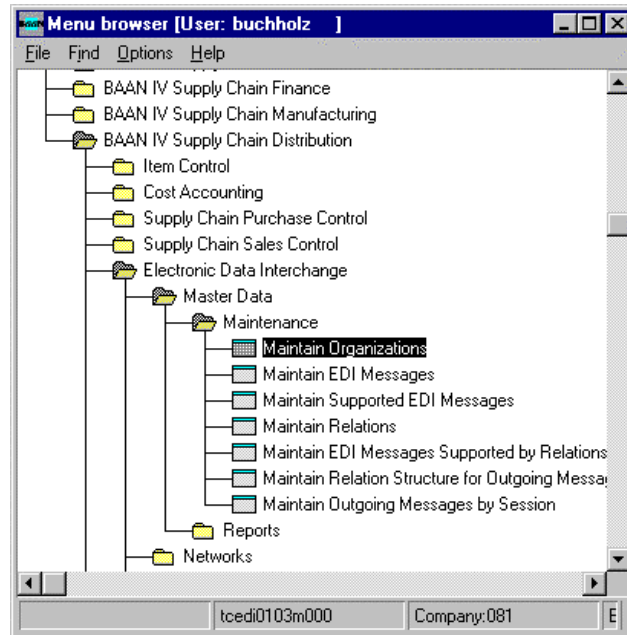 BAAN Menu browser [User: buchholz ]
File Find Options Help
BAAN IV Supply Chain Finance
BAAN IV Supply Chain Manufacturing
BAAN IV Supply Chain Distribution
Item Control
Cost Accounting
Supply Chain Purchase Control
Supply Chain Sales Control
Electronic Data Interchange
Master Data
Maintenance
Maintain Organizations
Maintain EDI Messages
Maintain Supported EDI Messages
Maintain Relations
Maintain EDI Messages Supported by Relations
Maintain Relation Structure for Outgoing Messa
Maintain Outgoing Messages by Session
Reports
Networks
tcedi0103m000 Company:081 E